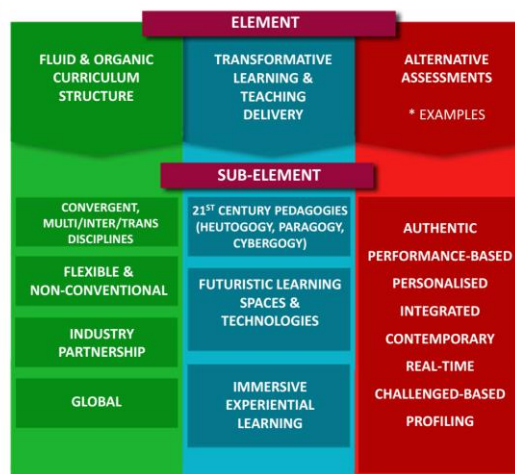 ELEMENT
FLUID & ORGANIC
CURRICULUM
STRUCTURE
TRANSFORMATIVE
LEARNING &
TEACHING
DELIVERY
ALTERNATIVE
ASSESSMENTS
* EXAMPLES
SUB-ELEMENT
CONVERGENT,
MULTI/INTER/TRANS
DISCIPLINES
FLEXIBLE &
NON-CONVENTIONAL
INDUSTRY
PARTNERSHIP
GLOBAL
21ST CENTURY PEDAGOGIES
(HEUTOGOGY, PARAGOGY,
CYBERGOGY)
FUTURISTIC LEARNING
SPACES &
TECHNOLOGIES
IMMERSIVE
EXPERIENTIAL
LEARNING
AUTHENTIC
PERFORMANCE-BASED
PERSONALISED
INTEGRATED
CONTEMPORARY
REAL-TIME
CHALLENGED-BASED
PROFILING